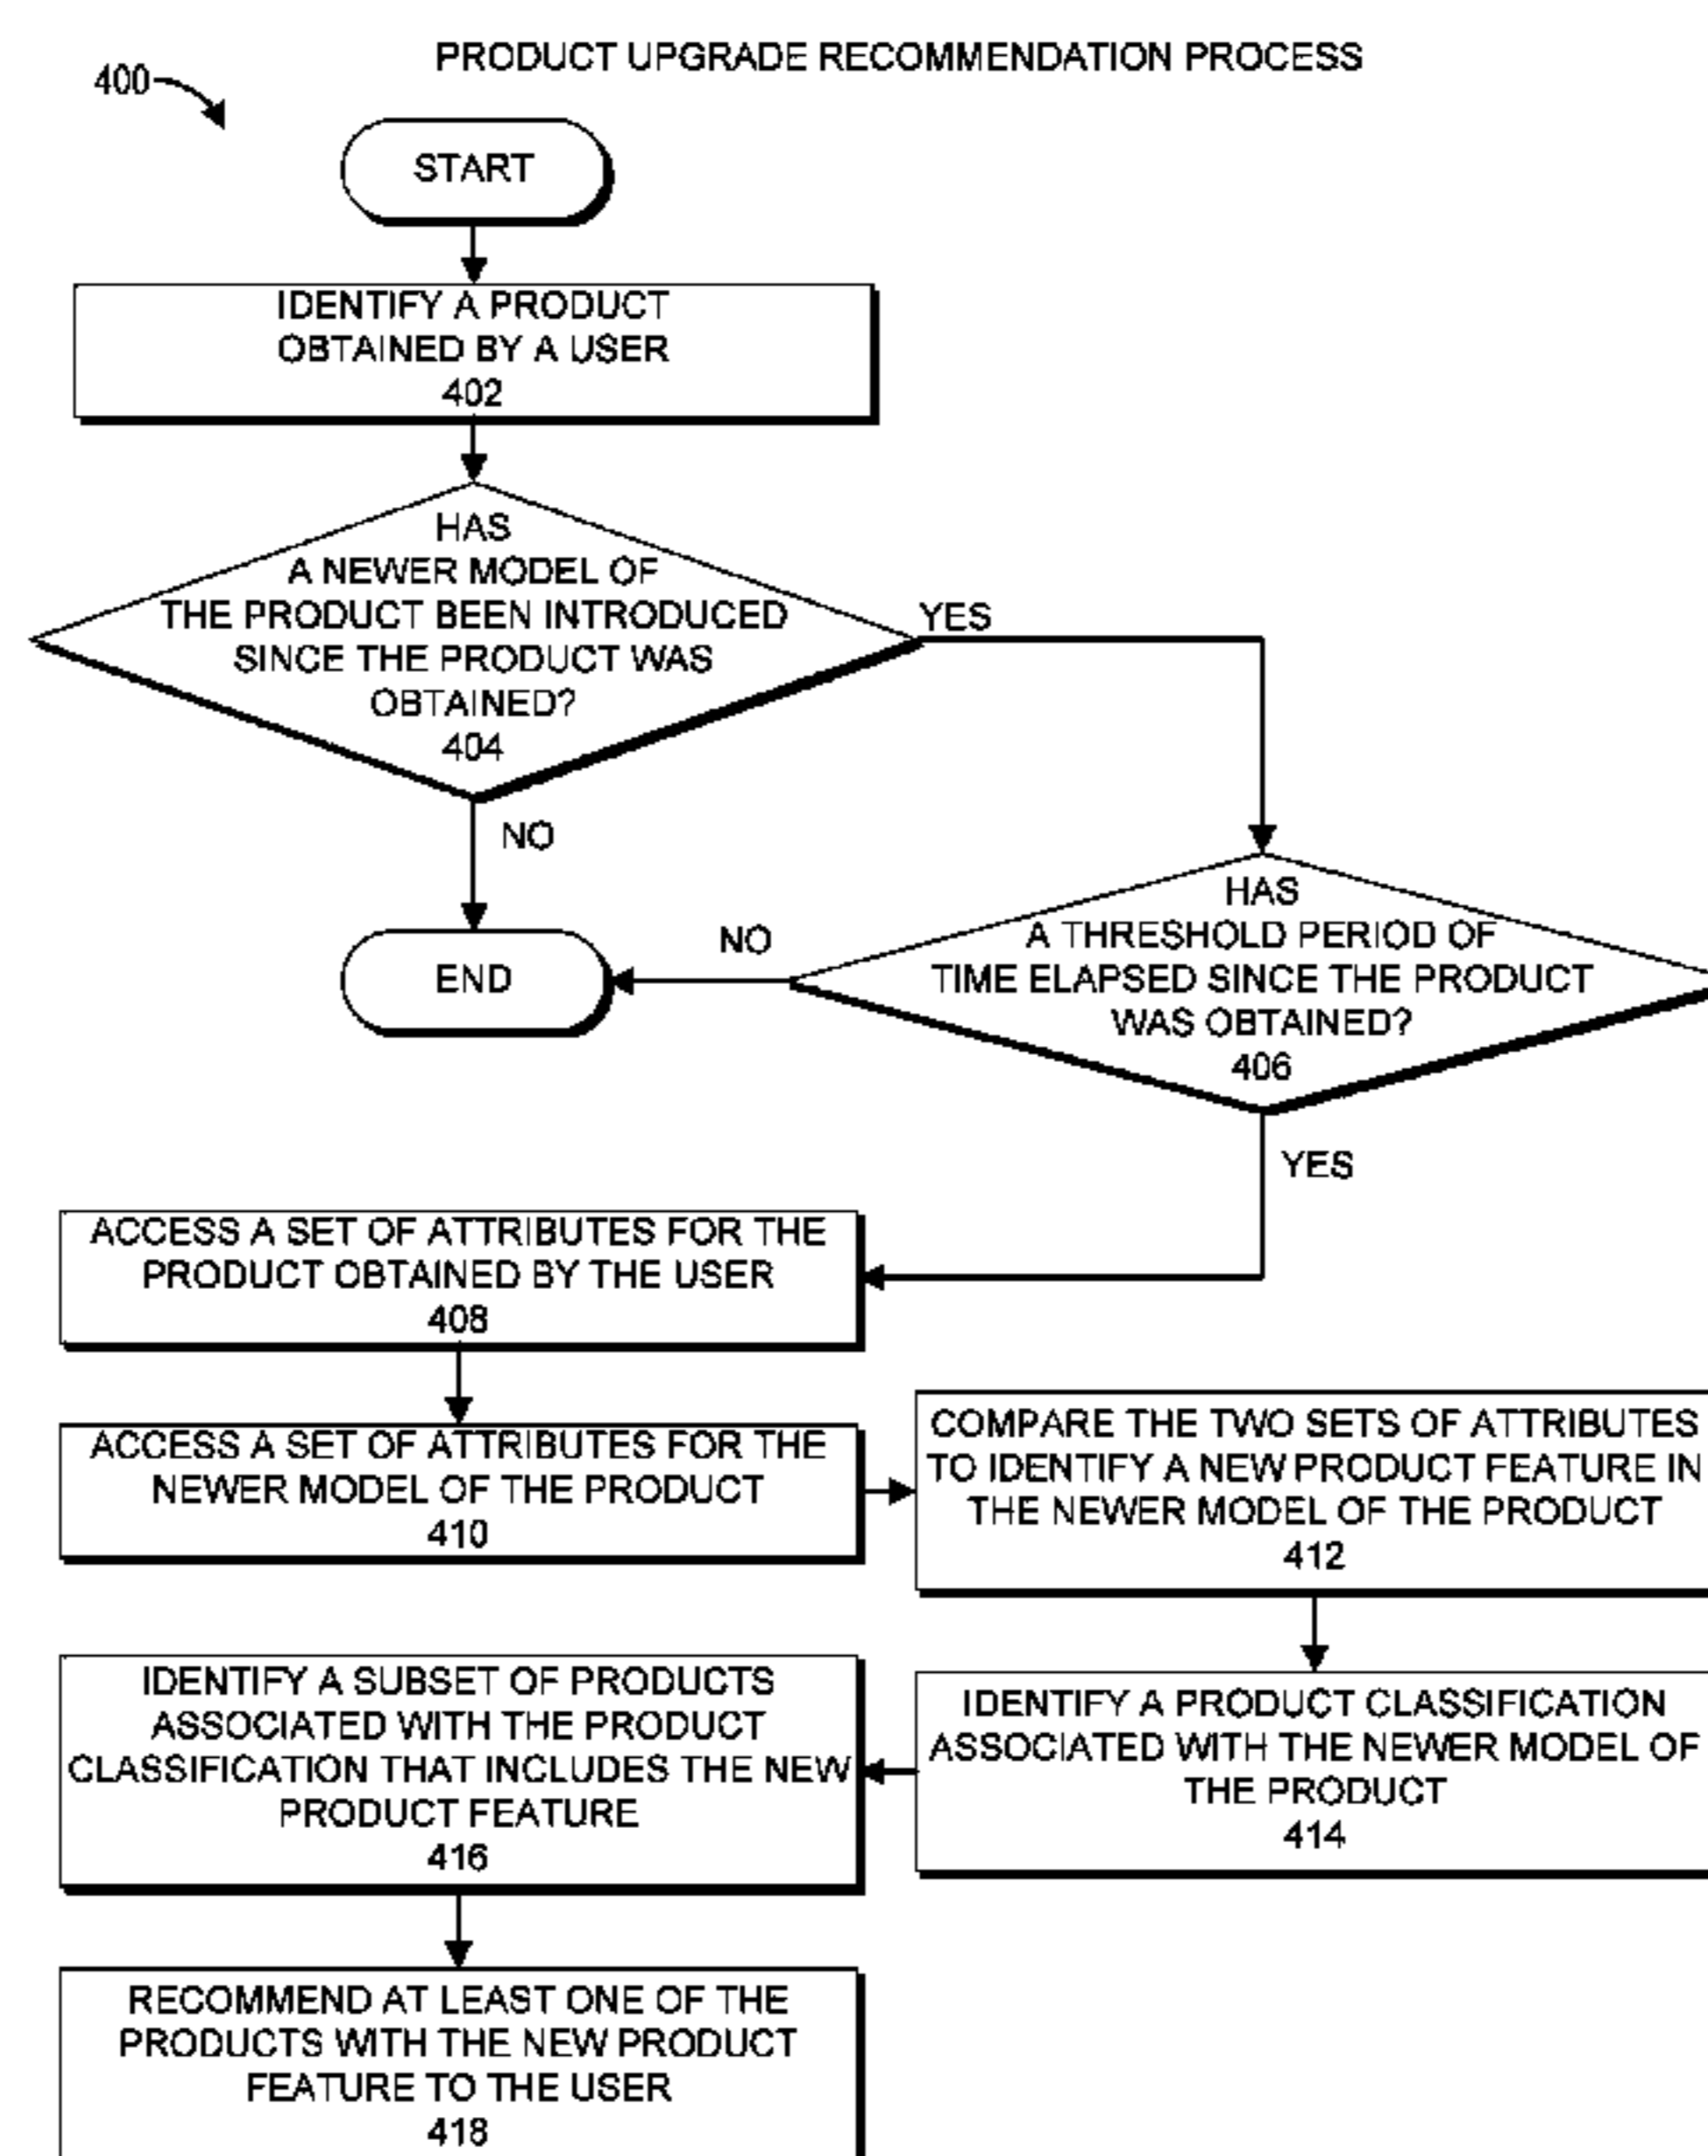 PRODUCT UPGRADE RECOMMENDATION PROCESS
400
START
IDENTIFY A PRODUCT
OBTAINED BY A USER
402
HAS
A NEWER MODEL OF
THE PRODUCT BEEN INTRODUCED
SINCE THE PRODUCT WAS
OBTAINED?
404
YES
NO
HAS
A THRESHOLD PERIOD OF
TIME ELAPSED SINCE THE PRODUCT
WAS OBTAINED?
406
NO
END
YES
ACCESS A SET OF ATTRIBUTES FOR THE
PRODUCT OBTAINED BY THE USER
408
ACCESS A SET OF ATTRIBUTES FOR THE
NEWER MODEL OF THE PRODUCT
410
COMPARE THE TWO SETS OF ATTRIBUTES
TO IDENTIFY A NEW PRODUCT FEATURE IN
THE NEWER MODEL OF THE PRODUCT
412
IDENTIFY A PRODUCT CLASSIFICATION
ASSOCIATED WITH THE NEWER MODEL OF
THE PRODUCT
414
IDENTIFY A SUBSET OF PRODUCTS
ASSOCIATED WITH THE PRODUCT
CLASSIFICATION THAT INCLUDES THE NEW
PRODUCT FEATURE
416
RECOMMEND AT LEAST ONE OF THE
PRODUCTS WITH THE NEW PRODUCT
FEATURE TO THE USER
418